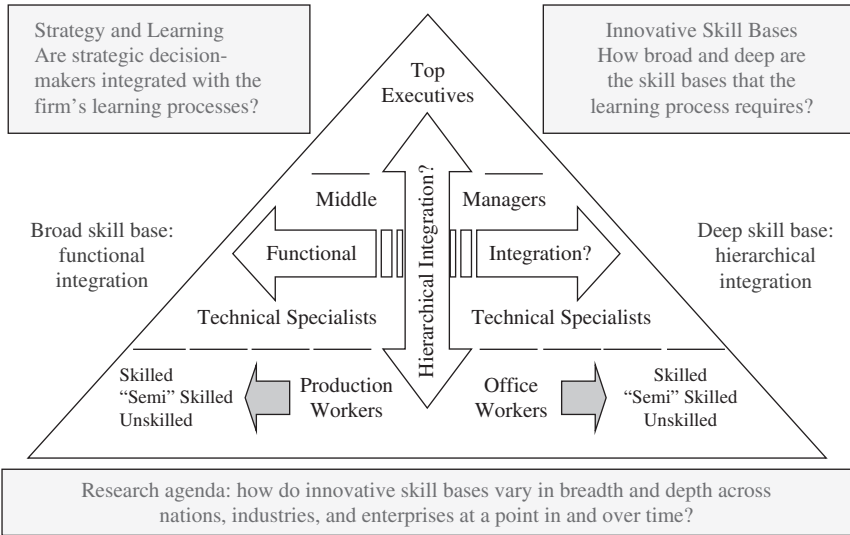 Strategy and Learning
Are strategic decision-
makers integrated with the
firm’s learning processes?
Innovative Skill Bases
How broad and deep are
the skill bases that the
learning process requires?
Top
Executives
Middle
Managers
Hierarchical Integration?
Broad skill base:
functional
integration
Functional
Integration?
Deep skill base:
hierarchical
integration
Technical Specialists
Technical Specialists
Skilled
“Semi” Skilled
Unskilled
Production
Workers
Office
Workers
Skilled
“Semi” Skilled
Unskilled
Research agenda: how do innovative skill bases vary in breadth and depth across
nations, industries, and enterprises at a point in and over time?